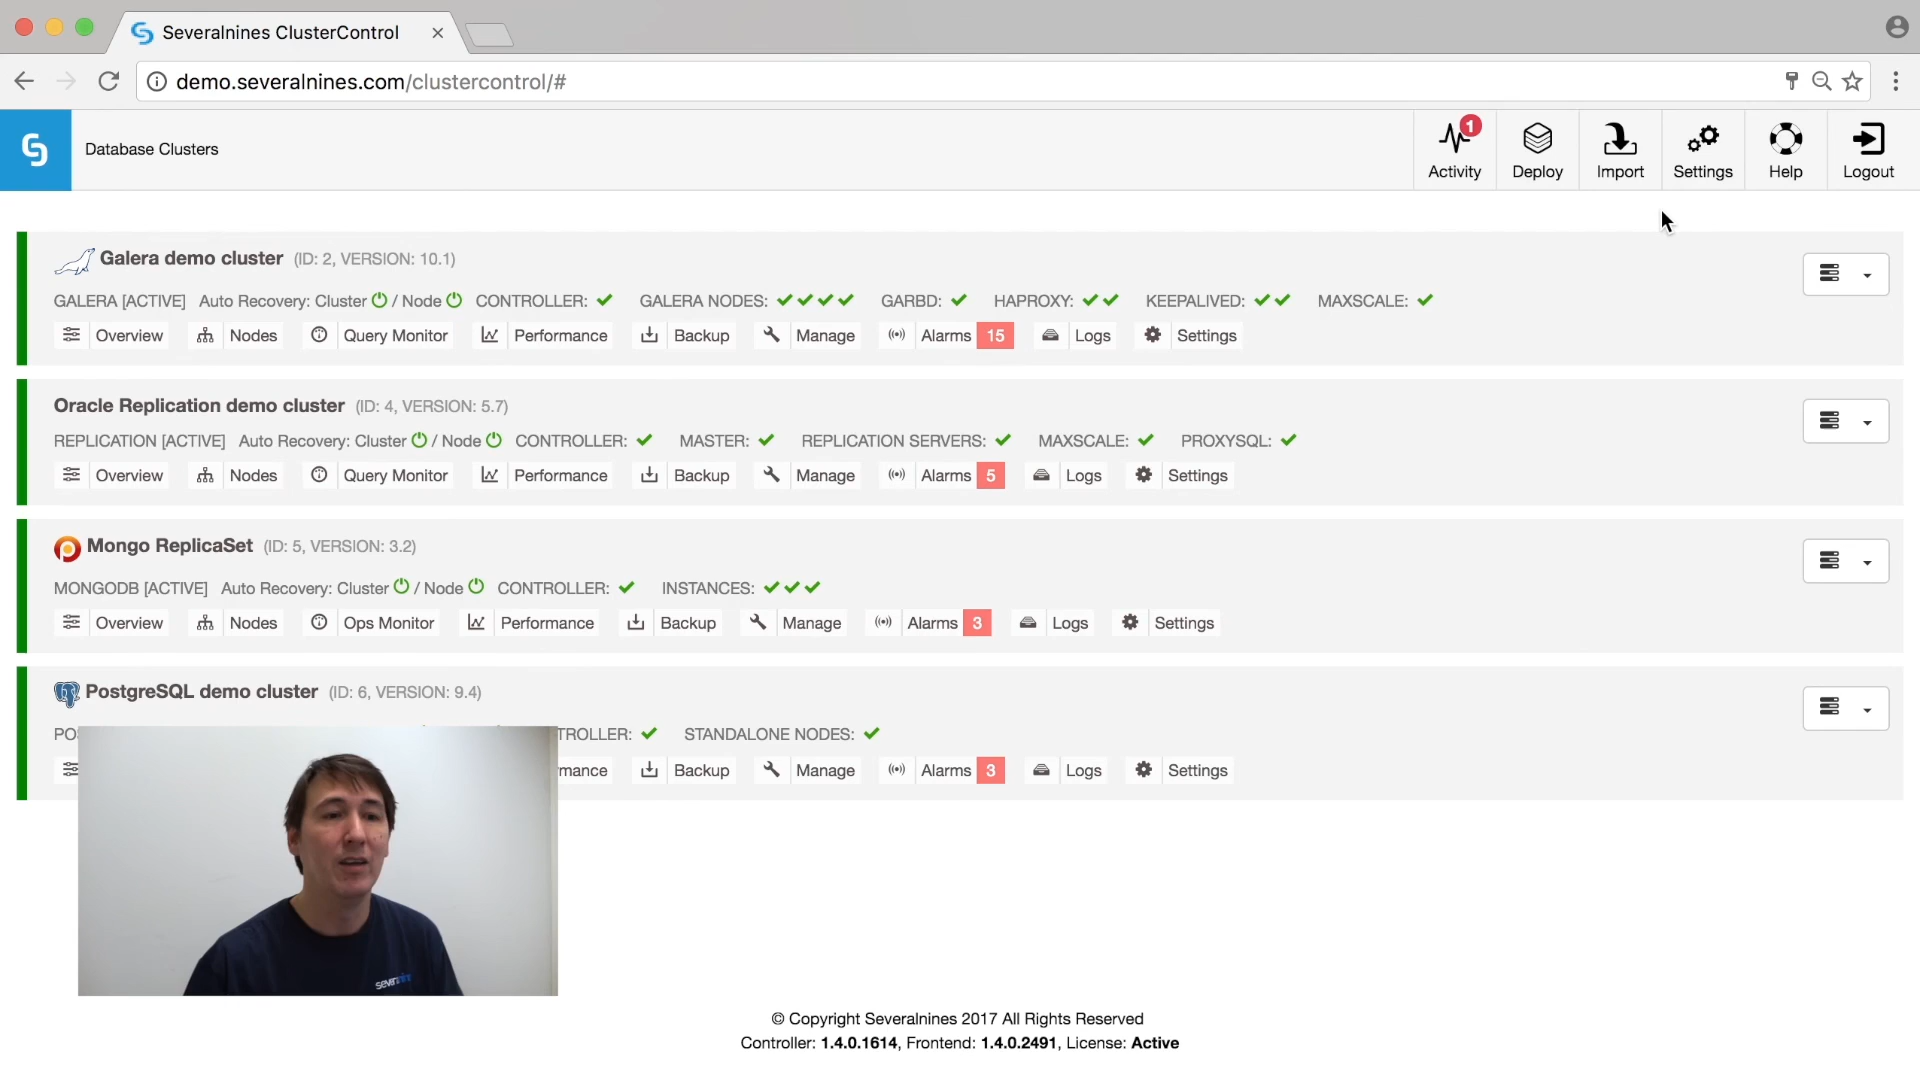 Severalnines ClusterControl
demo.severalnines.com/clustercontrol/#
Database Clusters
1
Activity
Deploy
Import
Settings
Help
Logout
Galera demo cluster (ID: 2, VERSION: 10.1)
GALERA [ACTIVE] Auto Recovery: Cluster / Node CONTROLLER: GALERA NODES: GARBD: HAPROXY: KEEPALIVED: MAXSCALE:
Overview Nodes Query Monitor Performance Backup Manage Alarms 15 Logs Settings
Oracle Replication demo cluster (ID: 4, VERSION: 5.7)
REPLICATION [ACTIVE] Auto Recovery: Cluster / Node CONTROLLER: MASTER: REPLICATION SERVERS: MAXSCALE: PROXYSQL:
Overview Nodes Query Monitor Performance Backup Manage Alarms 5 Logs Settings
Mongo ReplicaSet (ID: 5, VERSION: 3.2)
MONGODB [ACTIVE] Auto Recovery: Cluster / Node CONTROLLER: INSTANCES:
Overview Nodes Ops Monitor Performance Backup Manage Alarms 3 Logs Settings
PostgreSQL demo cluster (ID: 6, VERSION: 9.4)
PO TROLLER: STANDALONE NODES:
mance Backup Manage Alarms 3 Logs Settings
© Copyright Severalnines 2017 All Rights Reserved
Controller: 1.4.0.1614, Frontend: 1.4.0.2491, License: Active